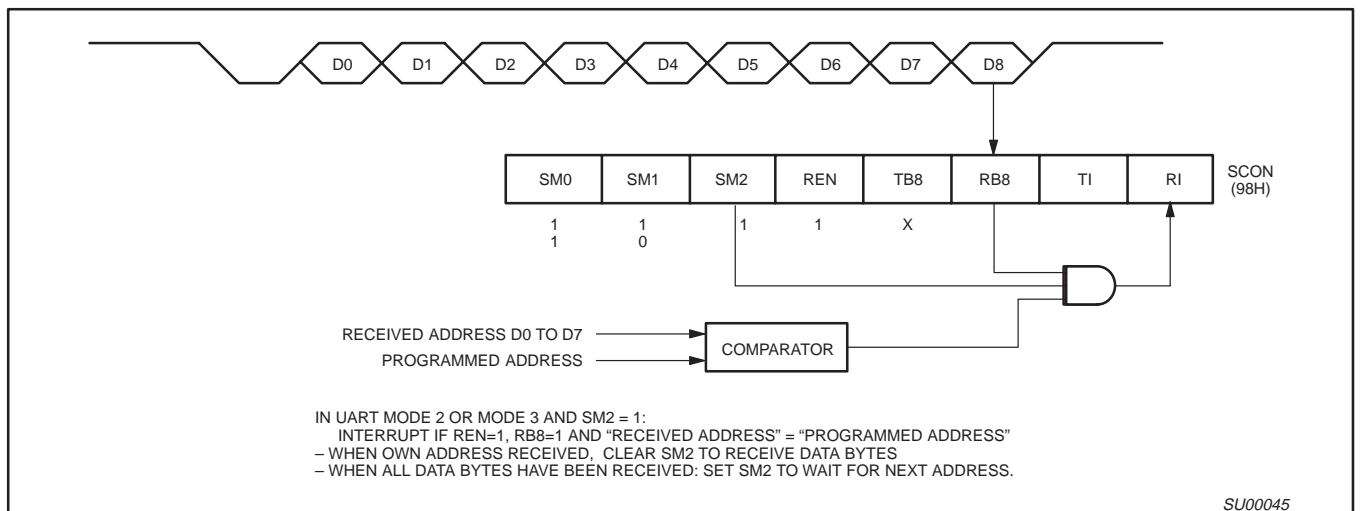 D0 D1 D2 D3 D4 D5 D6 D7 D8
SM0 SM1 SM2 REN TB8 RB8 TI RI
SCON
(98H)
1 1 1 1 X
1 0
RECEIVED ADDRESS D0 TO D7
PROGRAMMED ADDRESS
COMPARATOR
IN UART MODE 2 OR MODE 3 AND SM2 = 1:
INTERRUPT IF REN=1, RB8=1 AND “RECEIVED ADDRESS” = “PROGRAMMED ADDRESS”
– WHEN OWN ADDRESS RECEIVED, CLEAR SM2 TO RECEIVE DATA BYTES
– WHEN ALL DATA BYTES HAVE BEEN RECEIVED: SET SM2 TO WAIT FOR NEXT ADDRESS.
SU00045